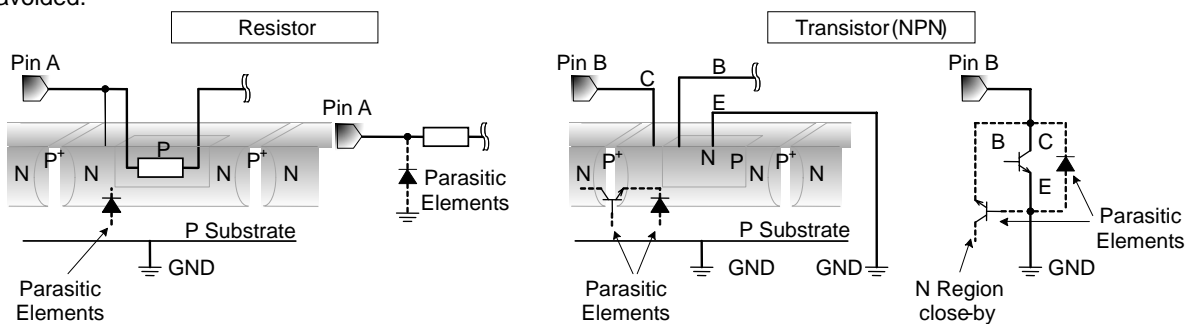 avoided.
Resistor
Transistor (NPN)
Pin A
Pin A
P
N P+ N N P+ N
Parasitic
Elements
P Substrate
GND
Parasitic
Elements
Pin B
C
B
E
N P+ N P N P+ N
P Substrate
GND
GND
Parasitic
Elements
Pin B
B C
E
Parasitic
Elements
GND
N Region
close-by